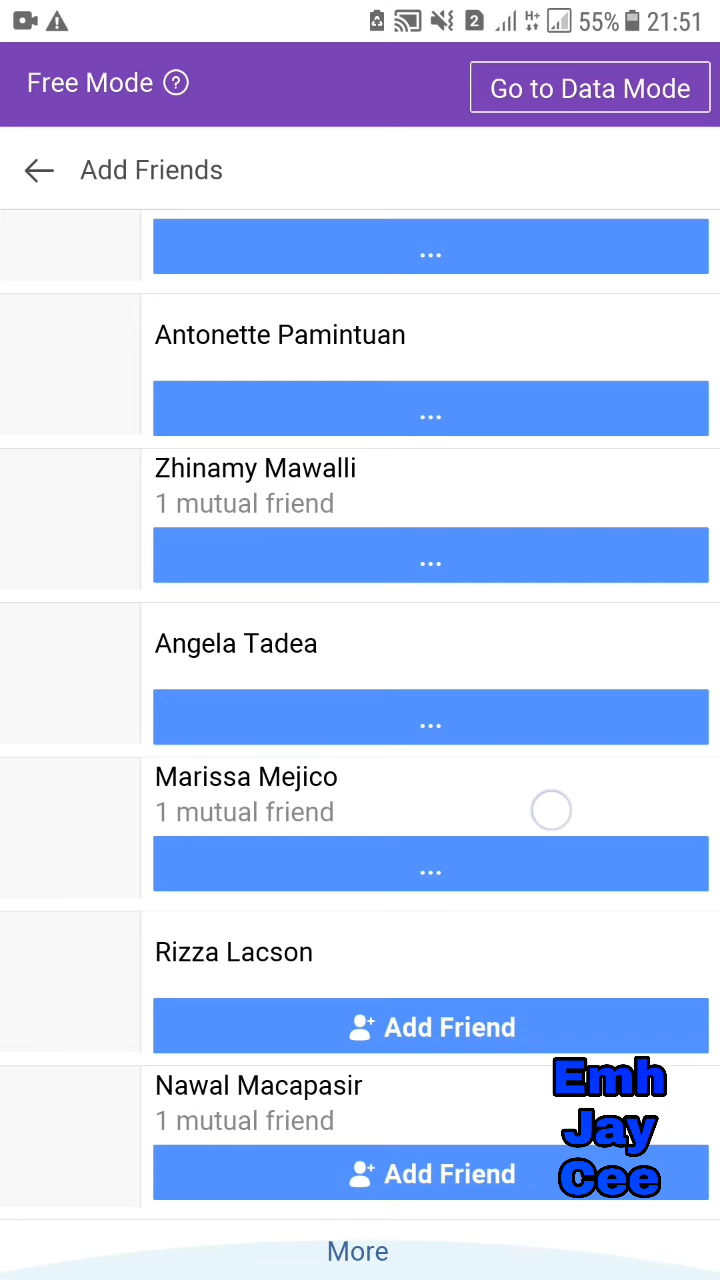 2 H+ 55% 21:51
Free Mode ? Go to Data Mode
Add Friends
...
Antonette Pamintuan
...
Zhinamy Mawalli
1 mutual friend
...
Angela Tadea
...
Marissa Mejico
1 mutual friend
...
Rizza Lacson
Add Friend
Nawal Macapasir
1 mutual friend
Add Friend
Emh
Jay
Cee
More